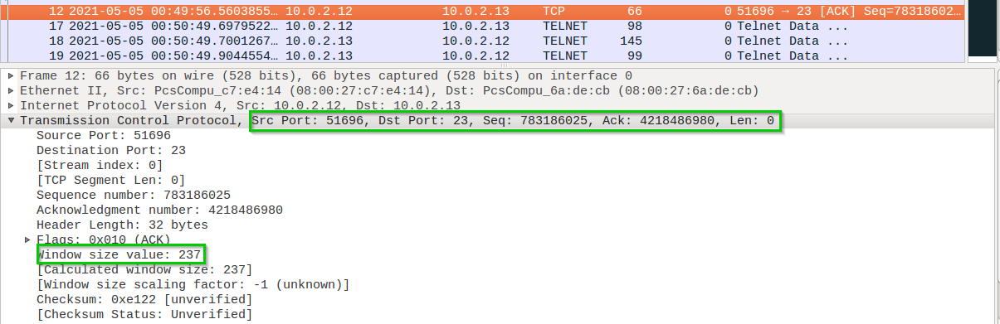 12 2021-05-05 00:49:56.5603855… 10.0.2.12 10.0.2.13 TCP 66 0 51696 → 23 [ACK] Seq=78318602…
17 2021-05-05 00:50:49.6979522… 10.0.2.12 10.0.2.13 TELNET 98 0 Telnet Data ...
18 2021-05-05 00:50:49.7001267… 10.0.2.13 10.0.2.12 TELNET 145 0 Telnet Data ...
19 2021-05-05 00:50:49.9044554… 10.0.2.13 10.0.2.12 TELNET 99 0 Telnet Data ...
Frame 12: 66 bytes on wire (528 bits), 66 bytes captured (528 bits) on interface 0
Ethernet II, Src: PcsCompu_c7:e4:14 (08:00:27:c7:e4:14), Dst: PcsCompu_6a:de:cb (08:00:27:6a:de:cb)
Internet Protocol Version 4, Src: 10.0.2.12, Dst: 10.0.2.13
Transmission Control Protocol, Src Port: 51696, Dst Port: 23, Seq: 783186025, Ack: 4218486980, Len: 0
Source Port: 51696
Destination Port: 23
[Stream index: 0]
[TCP Segment Len: 0]
Sequence number: 783186025
Acknowledgment number: 4218486980
Header Length: 32 bytes
Flags: 0x010 (ACK)
Window size value: 237
[Calculated window size: 237]
[Window size scaling factor: -1 (unknown)]
Checksum: 0xe122 [unverified]
[Checksum Status: Unverified]